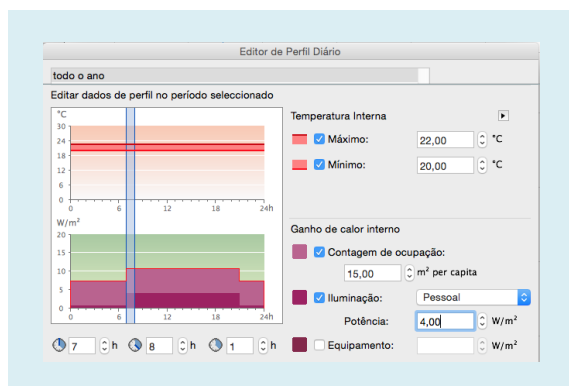 Editor de Perfil Diário
todo o ano
Editar dados de perfil no período seleccionado
°C
30
24
18
12
6
0
0 6 12 18 24h
W/m²
20
15
10
5
0
0 6 12 18 24h
7 h 8 h 1 h
Temperatura Interna
Máximo: 22,00 °C
Mínimo: 20,00 °C
Ganho de calor interno
Contagem de ocupação:
15,00 m² per capita
Iluminação: Pessoal
Potência: 4,00 W/m²
Equipamento: W/m²